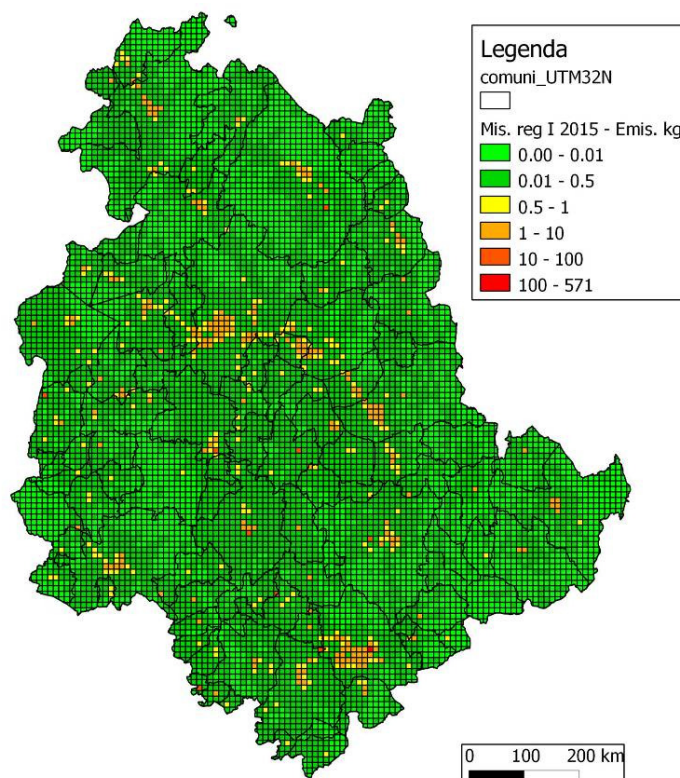 Legenda
comuni_UTM32N
Mis. reg I 2015 - Emis. kg
0.00 - 0.01
0.01 - 0.5
0.5 - 1
1 - 10
10 - 100
100 - 571
0 100 200 km